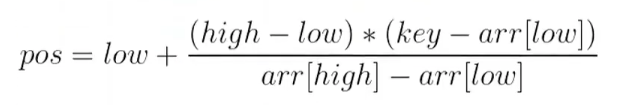 pos = low + (high − low) * (key − arr[low]) / arr[high] − arr[low]